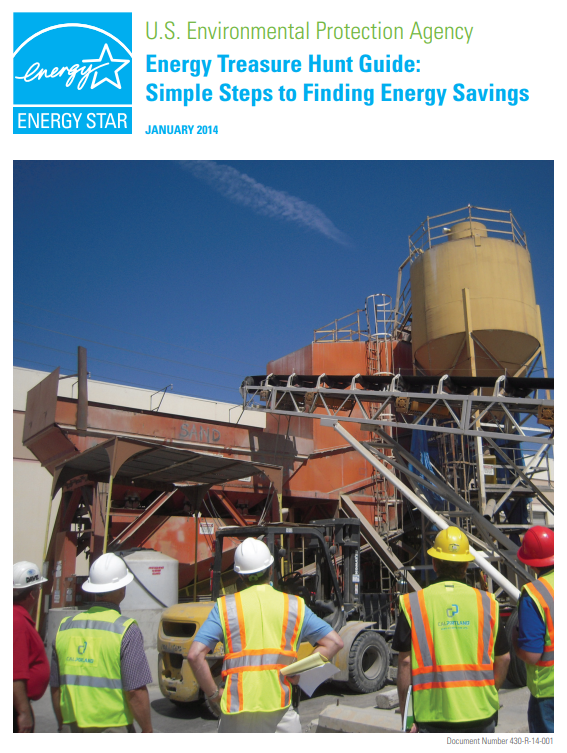 energy
ENERGY STAR
U.S. Environmental Protection Agency
Energy Treasure Hunt Guide:
Simple Steps to Finding Energy Savings
JANUARY 2014
SAND
Document Number 430-R-14-001